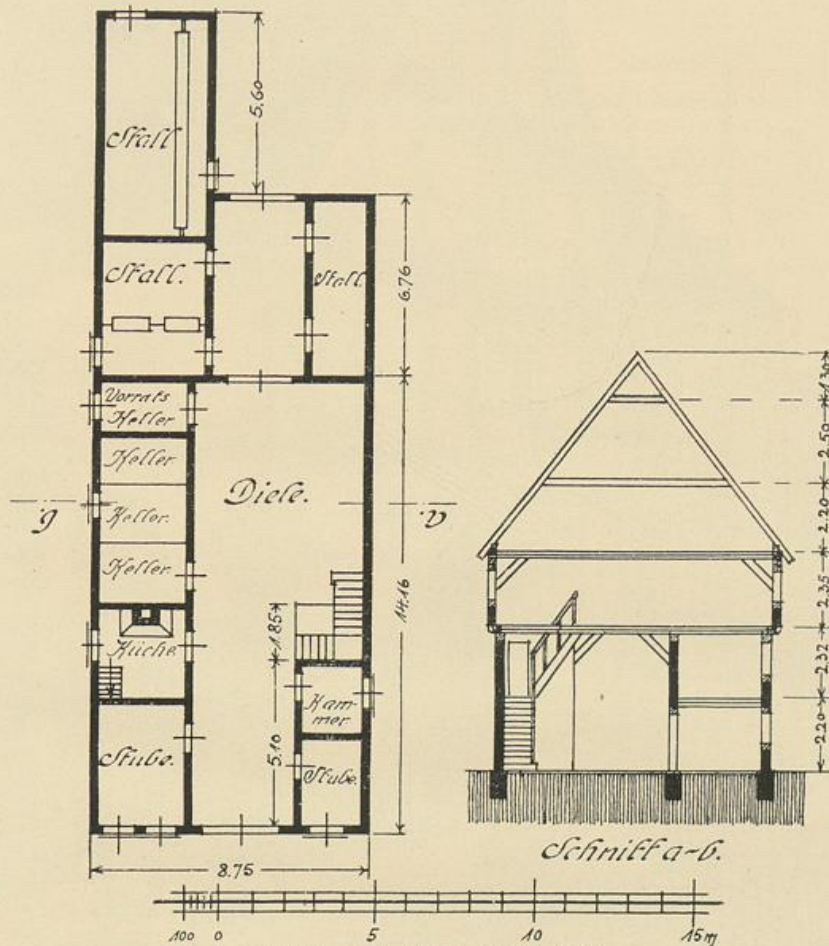 5.60
Stall
Stall.
Stall.
6.76
Vorrats
Keller
Keller
Keller.
Keller.
Diele.
b.
a.
14.16
1.85
Küche
Kam-
mer.
5.10
Stube.
Stube.
8.75
1.30
2.50
2.20
2.35
2.32
2.20
Schnitt a-b.
100 0 5 10 15 m